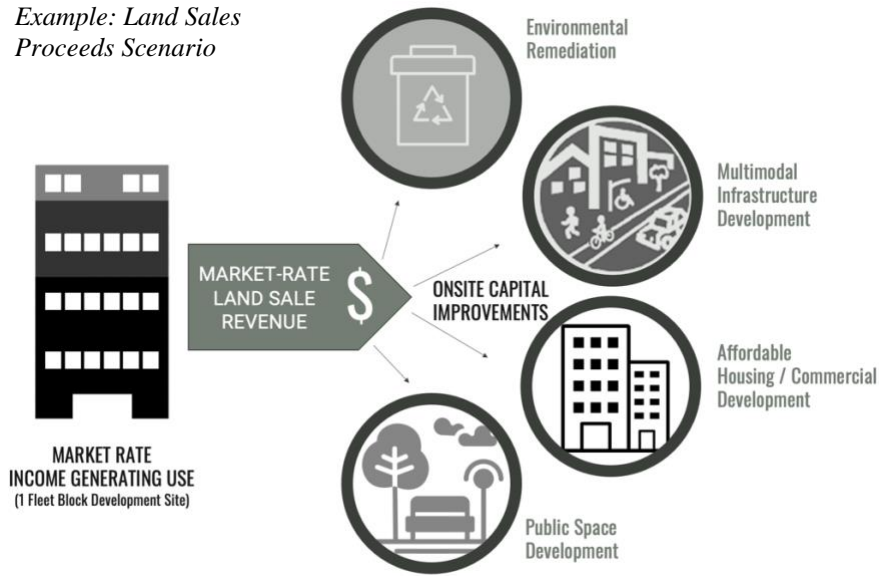 Example: Land Sales
Proceeds Scenario
Environmental
Remediation
Multimodal
Infrastructure
Development
MARKET-RATE
LAND SALE
REVENUE
$
ONSITE CAPITAL
IMPROVEMENTS
Affordable
Housing / Commercial
Development
MARKET RATE
INCOME GENERATING USE
(1 Fleet Block Development Site)
Public Space
Development